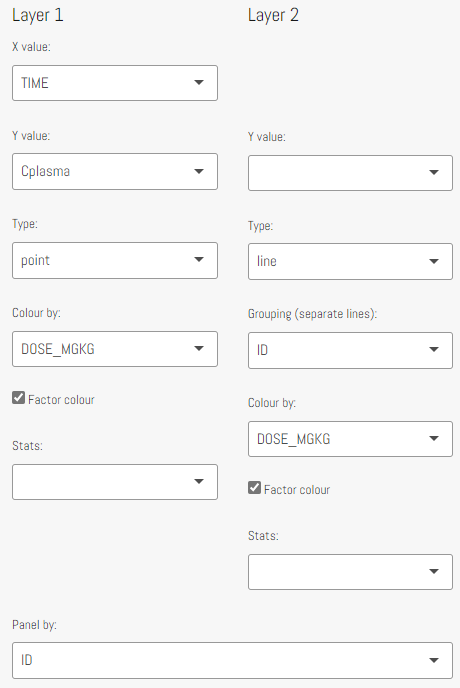 Layer 1
Layer 2
X value:
TIME
Y value:
Y value:
Cplasma
Type:
Type:
point
line
Colour by:
Grouping (separate lines):
DOSE_MGKG
ID
Factor colour
Colour by:
DOSE_MGKG
Stats:
Factor colour
Stats:
Panel by:
ID